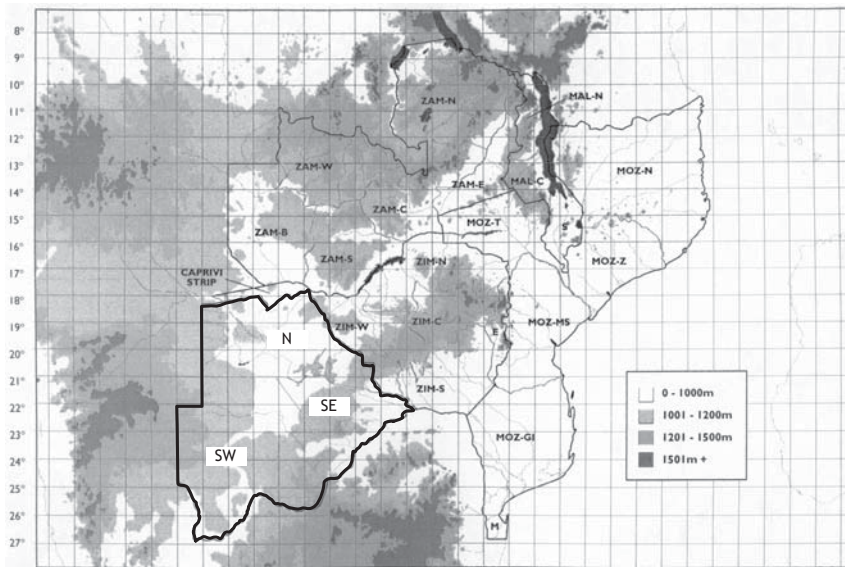 8°
9°
10°
11°
12°
13°
14°
15°
16°
17°
18°
19°
20°
21°
22°
23°
24°
25°
26°
27°
ZAM-N
MAL-N
ZAM-W
ZAM-E
MAL-C
MOZ-N
ZAM-C
MOZ-T
ZAM-B
S
ZAM-S
ZIM-N
MOZ-Z
CAPRIVI
STRIP
ZIM-W
ZIM-C
E
MOZ-MS
N
ZIM-S
SE
MOZ-GI
SW
M
0 - 1000m
1001 - 1200m
1201 - 1500m
1501m +